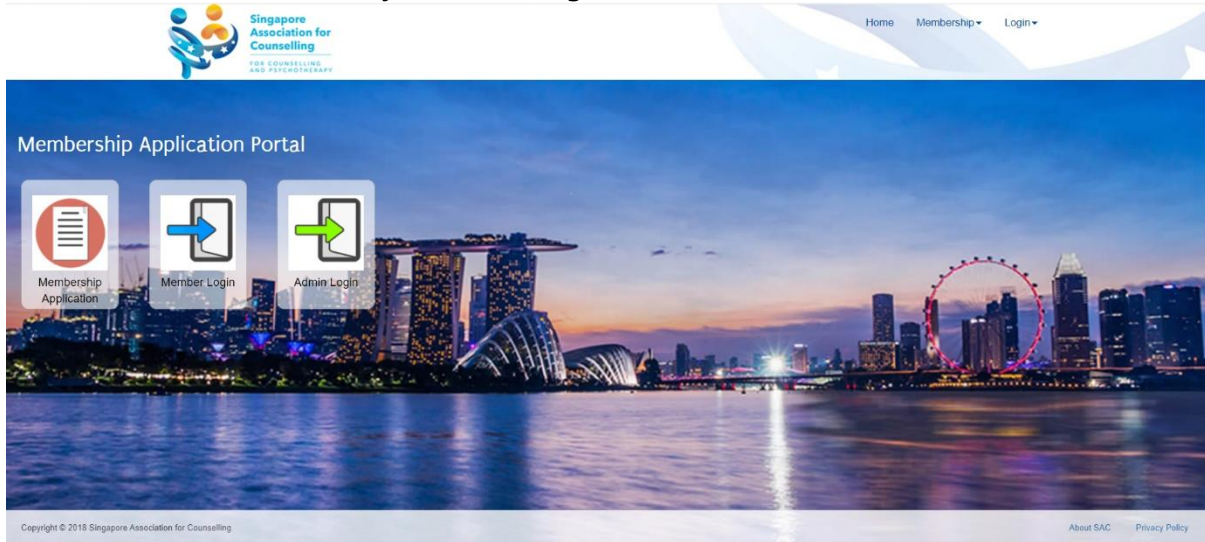 Singapore
Association for
Counselling
FOR COUNSELLING
AND PSYCHOTHERAPY
Home Membership Login
Membership Application Portal
Membership
Application
Member Login
Admin Login
Copyright © 2018 Singapore Association for Counselling
About SAC Privacy Policy